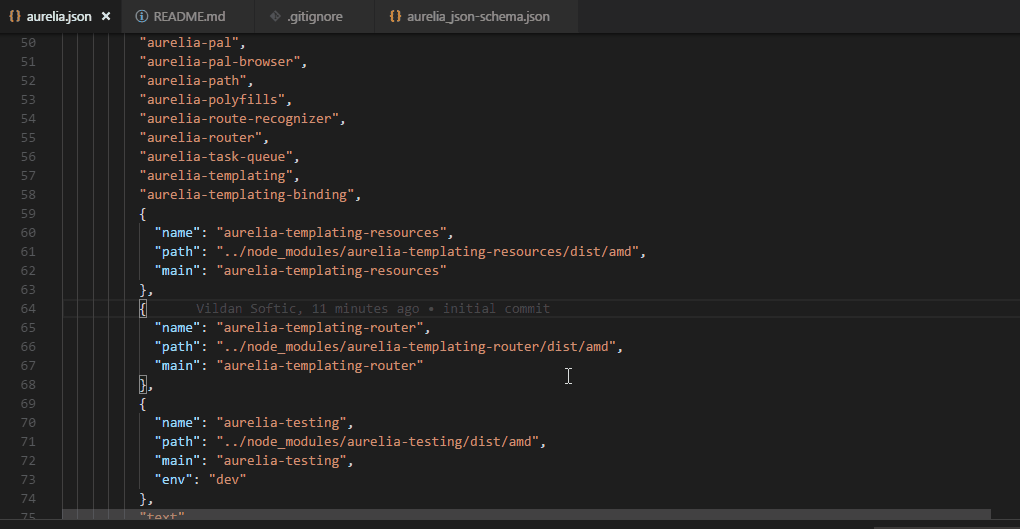 {} aurelia.json × README.md .gitignore {} aurelia_json-schema.json
50 "aurelia-pal",
51 "aurelia-pal-browser",
52 "aurelia-path",
53 "aurelia-polyfills",
54 "aurelia-route-recognizer",
55 "aurelia-router",
56 "aurelia-task-queue",
57 "aurelia-templating",
58 "aurelia-templating-binding",
59 {
60 "name": "aurelia-templating-resources",
61 "path": "../node_modules/aurelia-templating-resources/dist/amd",
62 "main": "aurelia-templating-resources"
63 },
64 { Vildan Softic, 11 minutes ago • initial commit
65 "name": "aurelia-templating-router",
66 "path": "../node_modules/aurelia-templating-router/dist/amd",
67 "main": "aurelia-templating-router"
68 },
69 {
70 "name": "aurelia-testing",
71 "path": "../node_modules/aurelia-testing/dist/amd",
72 "main": "aurelia-testing",
73 "env": "dev"
74 },
75 "text"